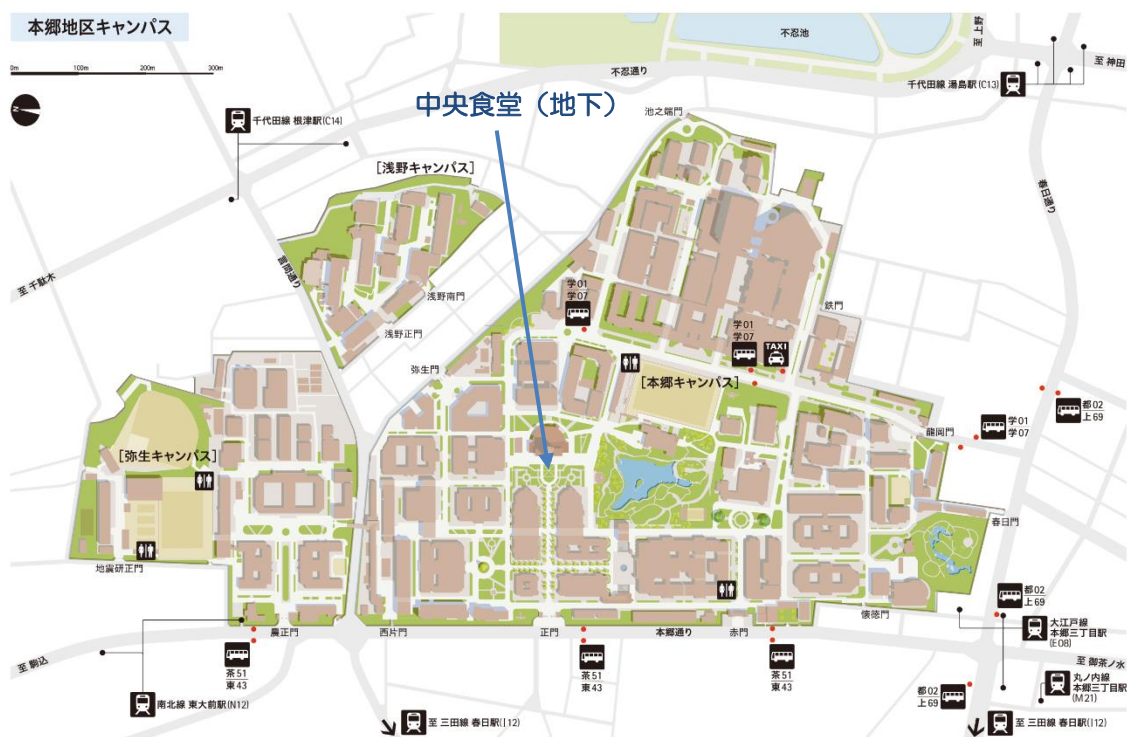 本郷地区キャンパス
0m 100m 200m 300m
N
不忍池
至 上野
至 神田
不忍通り
千代田線 湯島駅(C13)
中央食堂(地下)
池之端門
千代田線 根津駅(C14)
[浅野キャンパス]
春日通り
言問通り
至 千駄木
浅野南門
浅野正門
学01
学07
鉄門
学01
学07
TAXI
弥生門
[本郷キャンパス]
都02
上69
学01
学07
龍岡門
[弥生キャンパス]
春日門
地震研正門
都02
上69
懐徳門
大江戸線
本郷三丁目駅
(E08)
農正門
西片門
正門
本郷通り
赤門
至 駒込
至 御茶ノ水
茶51
東43
茶51
東43
茶51
東43
丸ノ内線
本郷三丁目駅
(M21)
都02
上69
南北線 東大前駅(N12)
至 三田線 春日駅(I12)
至 三田線 春日駅(I12)